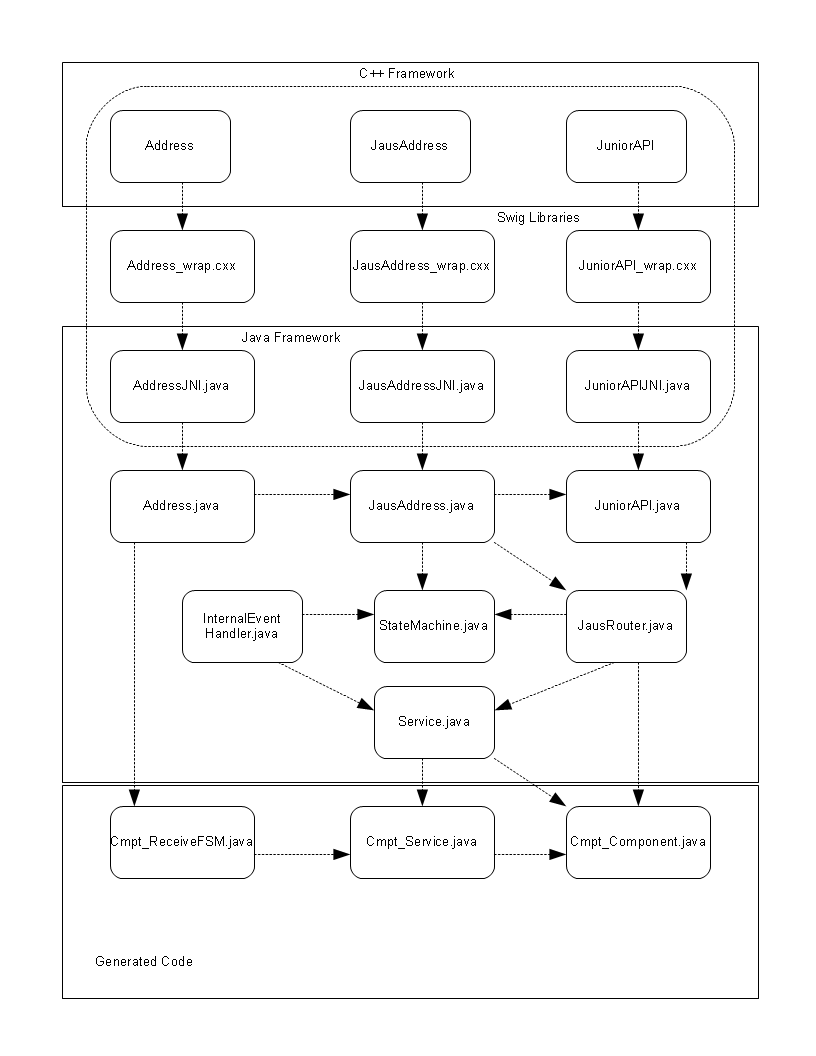 C++ Framework
Address
JausAddress
JuniorAPI
Swig Libraries
Address_wrap.cxx
JausAddress_wrap.cxx
JuniorAPI_wrap.cxx
Java Framework
AddressJNI.java
JausAddressJNI.java
JuniorAPIJNI.java
Address.java
JausAddress.java
JuniorAPI.java
InternalEvent
Handler.java
StateMachine.java
JausRouter.java
Service.java
Cmpt_ReceiveFSM.java
Cmpt_Service.java
Cmpt_Component.java
Generated Code